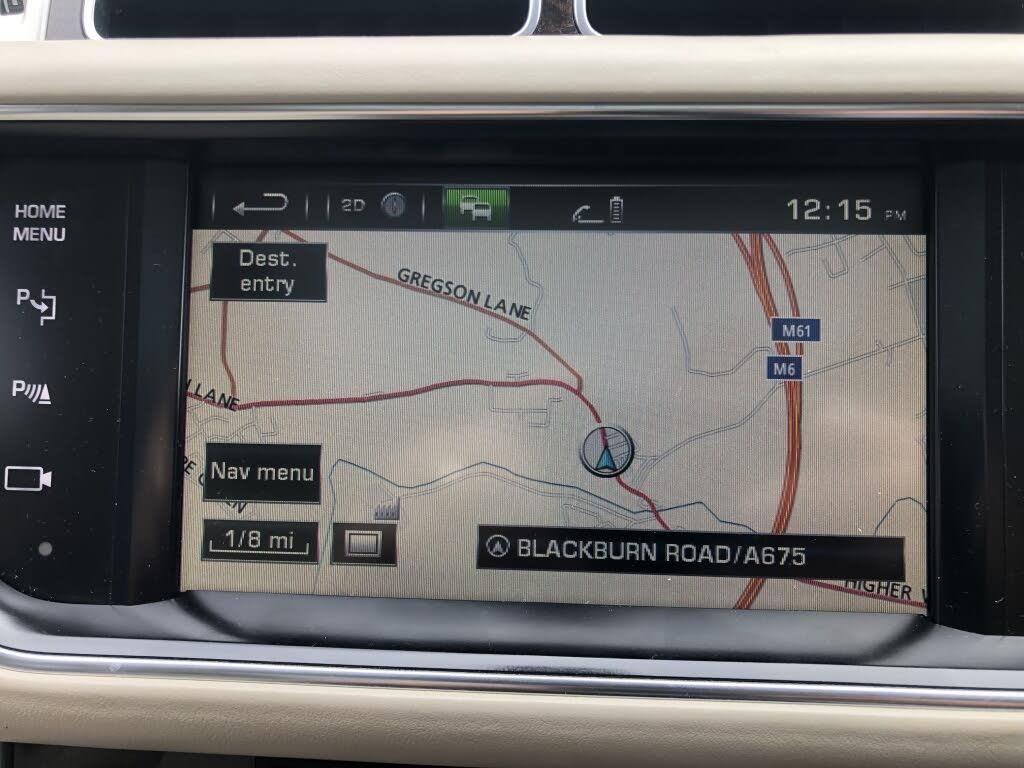 HOME
MENU
P
P
2D
12:15 PM
Dest.
entry
GREGSON LANE
M61
M6
LANE
Nav menu
1/8 mi
BLACKBURN ROAD/A675
HIGHER